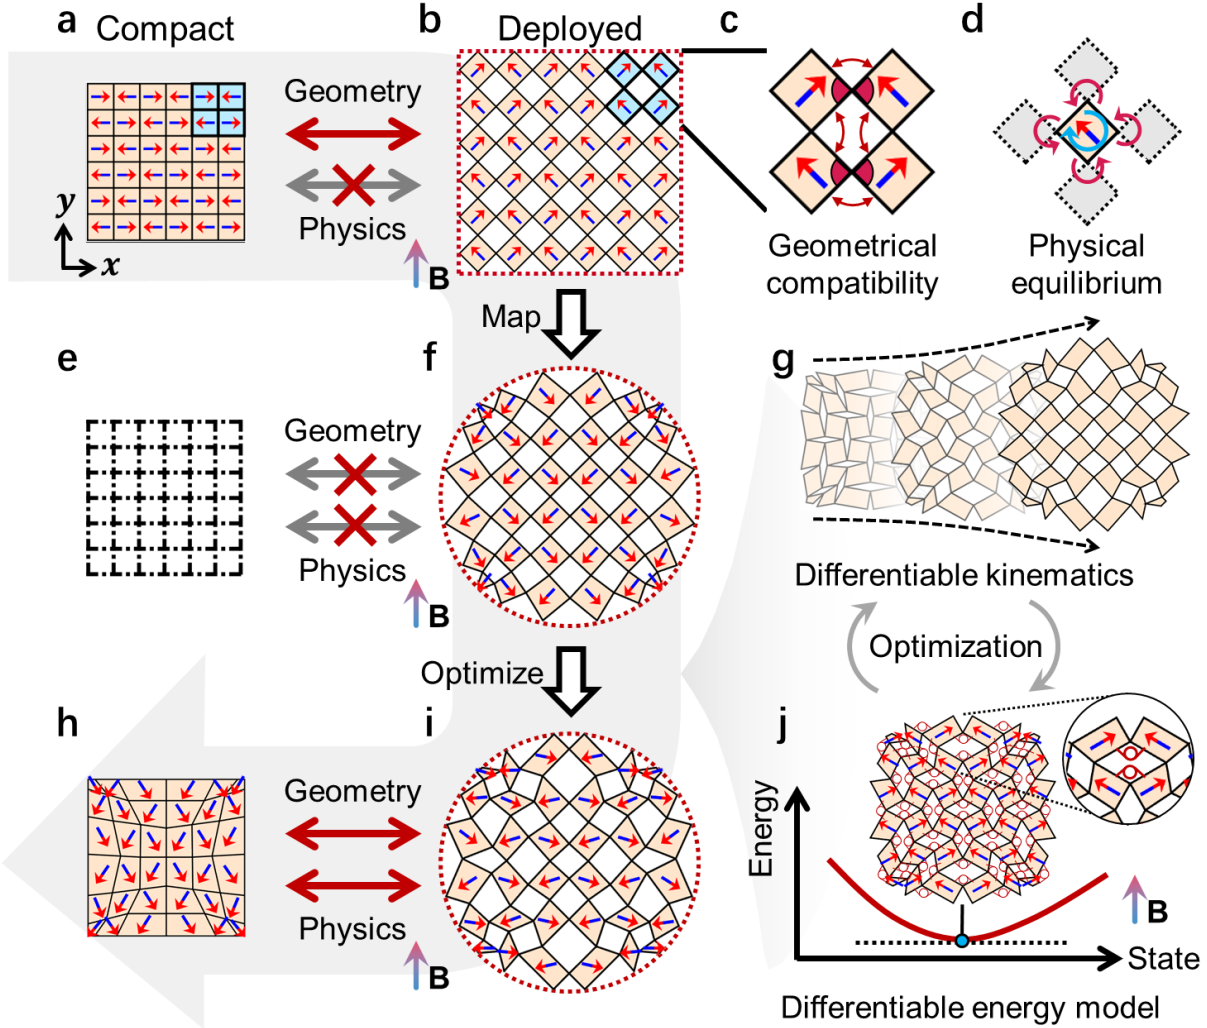 a
Compact
b
Deployed
c
d
Geometry
Physics
y
x
B
Geometrical
compatibility
Physical
equilibrium
Map
e
f
g
Geometry
Physics
B
Differentiable kinematics
Optimization
Optimize
h
i
j
Geometry
Physics
B
Energy
B
State
Differentiable energy model